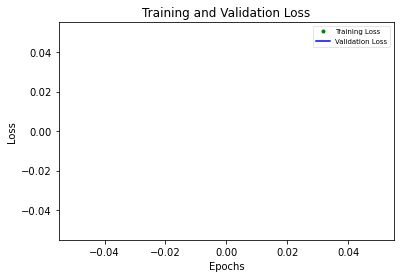 Training and Validation Loss
Training Loss
Validation Loss
0.04
0.02
0.00
−0.02
−0.04
Loss
−0.04
−0.02
0.00
0.02
0.04
Epochs